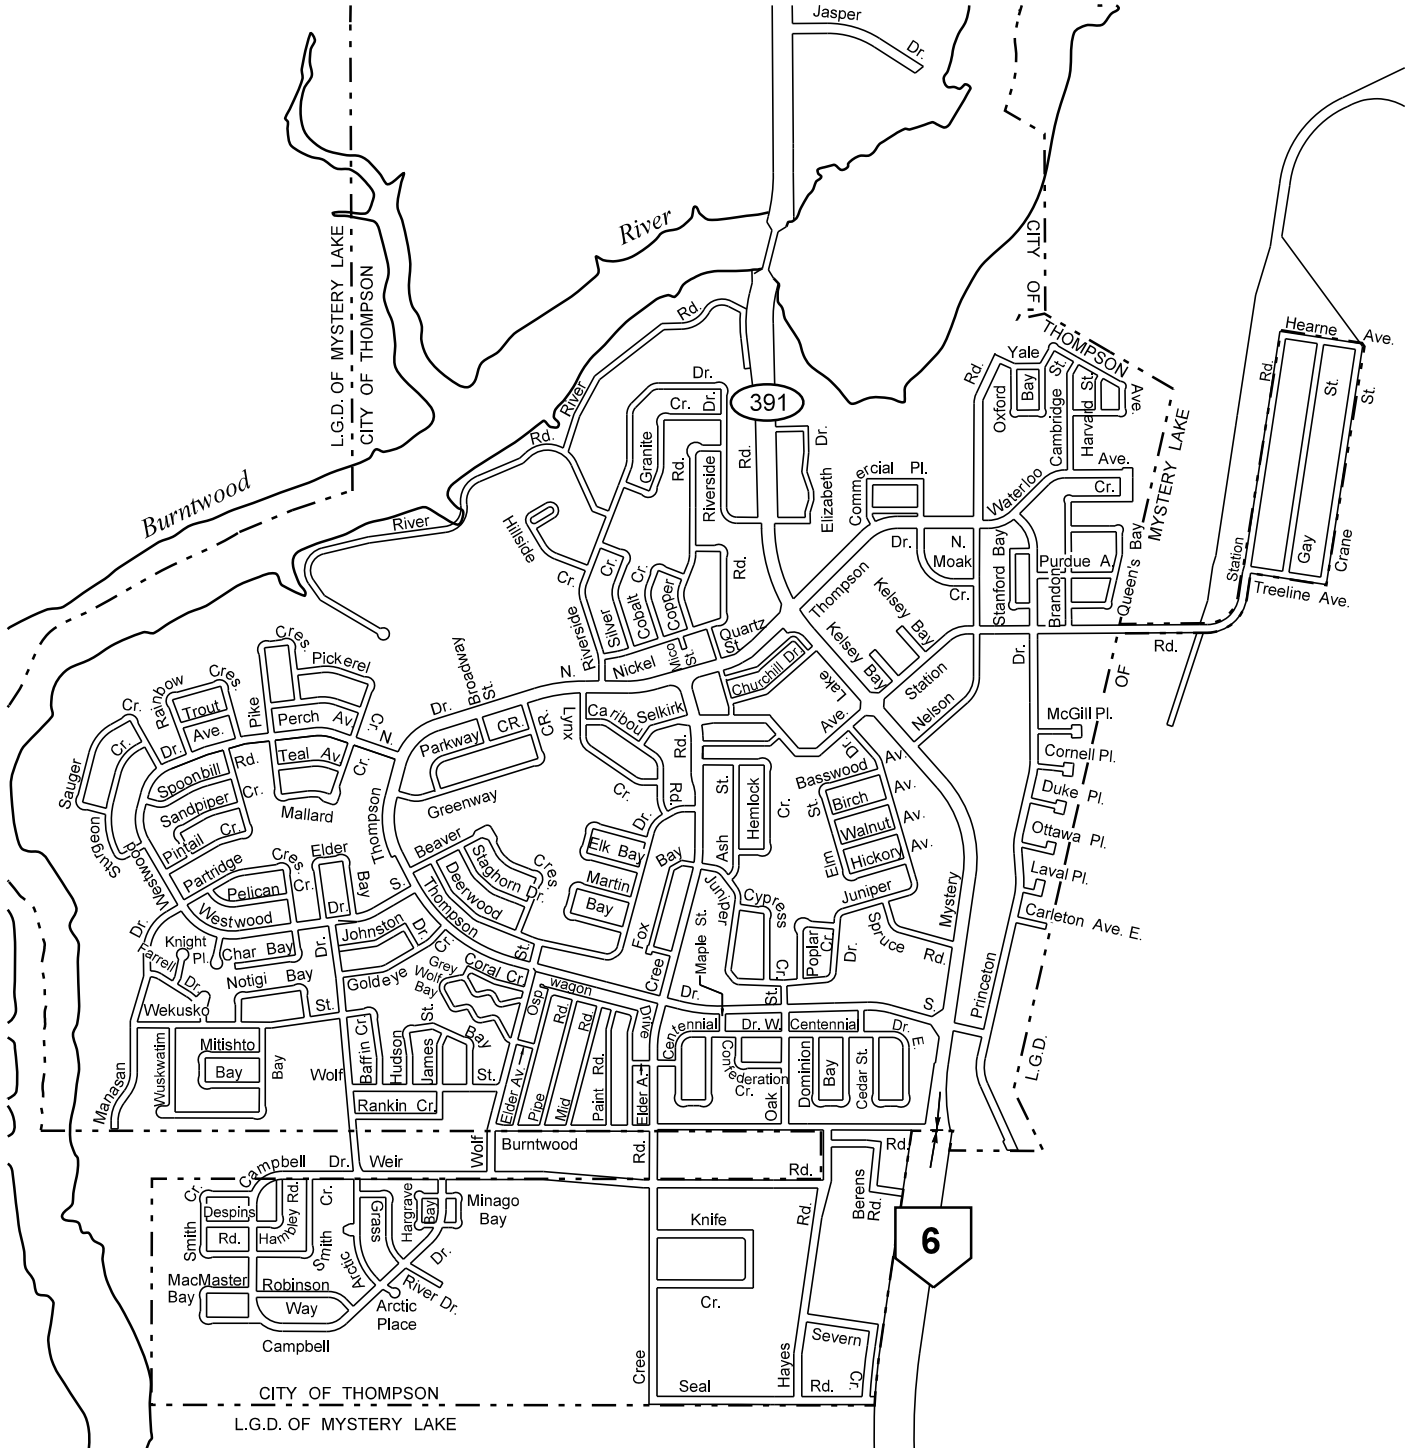 Jasper
Dr.
River
Burntwood
L.G.D. OF MYSTERY LAKE
CITY OF THOMPSON
CITY OF
THOMPSON
MYSTERY LAKE
OF
L.G.D.
391
Rd.
River
Rd.
River
Dr.
Cr.
Dr.
Granite
Rd.
Riverside
Rd.
Rd.
Dr.
Elizabeth
Commercial Pl.
Rd.
Yale
Oxford
Bay
Cambridge
St.
Harvard St.
Ave.
Waterloo
Ave.
Cr.
Queen's Bay
Hearne Ave.
Rd.
St.
St.
Gay
Crane
Station
Treeline Ave.
Rd.
Hillside
Cr.
Riverside
Silver
Cr.
Cobalt
Cr.
Copper
Mico
St.
Quartz
St
Nickel
N.
Dr.
N.
Moak
Cr.
Stanford Bay
Brandon
Purdue A.
Dr.
Thompson
Kelsey Bay
Kelsey Bay
Station
Nelson
Lake
Ave.
Churchill Dr.
Cres.
Pickerel
Rainbow
Cres.
Trout
Ave.
Pike
Perch Av.
Cr.
N.
Teal Av.
Cr.
Mallard
Cr.
Cr.
Sauger
Sturgeon
Dr.
Spoonbill
Rd.
Sandpiper
Cr.
Pintail Cr.
Westwood
Partridge
Cres.
Pelican
Cr.
Elder
Bay
Westwood
Dr.
Dr.
Broadway
St.
Dr.
Parkway
CR.
CR.
Greenway
Lynx
Caribou
Selkirk
Rd.
Cr.
Rd.
Dr.
Elk Bay
Martin
Bay
Fox
Bay
Thompson
S.
Beaver
Staghorn
Cres.
Dr.
Deerwood
Thompson
St.
St.
Ash
Hemlock
Cr.
Juniper
Cypress
Cr.
Maple St.
St.
Dr.
Basswood
Av.
Birch
Av.
Walnut
Av.
Hickory Av.
St.
Elm
Juniper
Spruce
Rd.
Poplar
Cr.
Dr.
Mystery
McGill Pl.
Cornell Pl.
Duke Pl.
Ottawa Pl.
Laval Pl.
Carleton Ave. E.
Princeton
Knight
Pl.
Farrell
Dr.
Char Bay
Notigi Bay
Dr.
Johnston
Dr.
Cr.
Goldeye
Wekusko
St.
Manasan
Wuskwatim
Mitishto
Bay
Bay
Wolf
Baffin Cr.
Hudson
James
St.
Bay
St.
Rankin Cr.
Grey
Wolf
Bay
Coral Cr.
Osp
wagon
Dr.
S.
Elder Av.
Pipe
Rd.
Mid
Rd.
Paint Rd.
Elder A.
Drive
Cree
Centennial
Dr. W.
Centennial
Dr.
E.
Confederation
Cr.
Oak
Dominion
Bay
Cedar St.
Burntwood
Rd.
Rd.
Rd.
Wolf
Campbell
Dr.
Weir
Cr.
Despins
Rd.
Smith
Hambley Rd.
Cr.
Smith
Arctic
Grass
Hargrave
Bay
Minago
Bay
Dr.
River Dr.
MacMaster
Bay
Robinson
Way
Arctic
Place
Campbell
Knife
Cr.
Berens
Rd.
Rd.
Hayes
Severn
Cr.
Cree
Seal
Rd.
6
CITY OF THOMPSON
L.G.D. OF MYSTERY LAKE